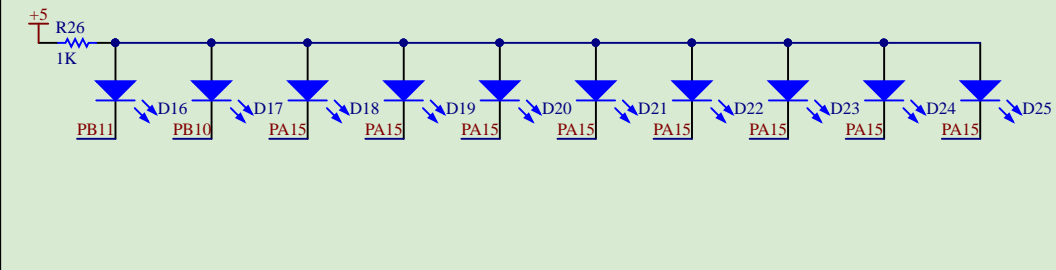 +5
R26
1K
D16 D17 D18 D19 D20 D21 D22 D23 D24 D25
PB11 PB10 PA15 PA15 PA15 PA15 PA15 PA15 PA15 PA15